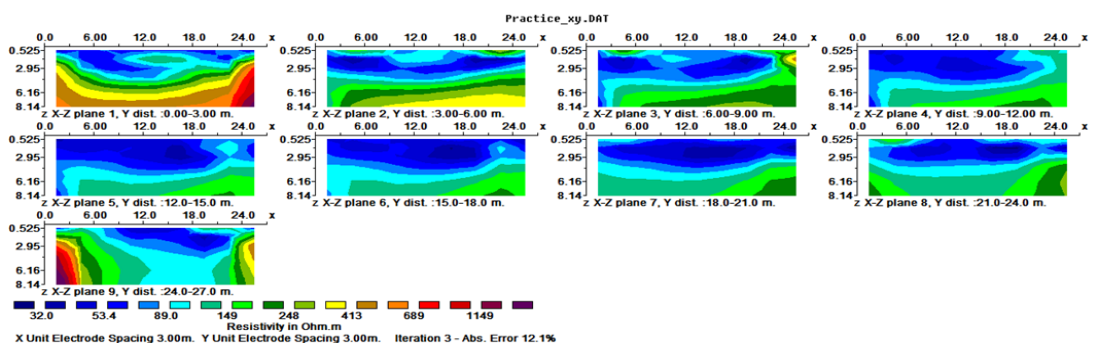 Practice_xy.DAT
0.0 6.0 12.0 18.0 24.0 x 0.0 6.0 12.0 18.0 24.0 x 0.0 6.0 12.0 18.0 24.0 x 0.0 6.0 12.0 18.0 24.0 x
0.525 0.525 0.525 0.525
2.95 2.95 2.95 2.95
6.16 6.16 6.16 6.16
8.14 8.14 8.14 8.14
z X-Z plane 1, Y dist. :0.00-3.00 m. z X-Z plane 2, Y dist. :3.00-6.00 m. z X-Z plane 3, Y dist. :6.00-9.00 m. z X-Z plane 4, Y dist. :9.00-12.00 m.
0.0 6.0 12.0 18.0 24.0 x 0.0 6.0 12.0 18.0 24.0 x 0.0 6.0 12.0 18.0 24.0 x 0.0 6.0 12.0 18.0 24.0 x
0.525 0.525 0.525 0.525
2.95 2.95 2.95 2.95
6.16 6.16 6.16 6.16
8.14 8.14 8.14 8.14
z X-Z plane 5, Y dist. :12.0-15.0 m. z X-Z plane 6, Y dist. :15.0-18.0 m. z X-Z plane 7, Y dist. :18.0-21.0 m. z X-Z plane 8, Y dist. :21.0-24.0 m.
0.0 6.0 12.0 18.0 24.0 x
0.525
2.95
6.16
8.14
z X-Z plane 9, Y dist. :24.0-27.0 m.
32.0 53.4 89.0 149 248 413 689 1149
Resistivity in Ohm.m
X Unit Electrode Spacing 3.00m. Y Unit Electrode Spacing 3.00m. Iteration 3 - Abs. Error 12.1%